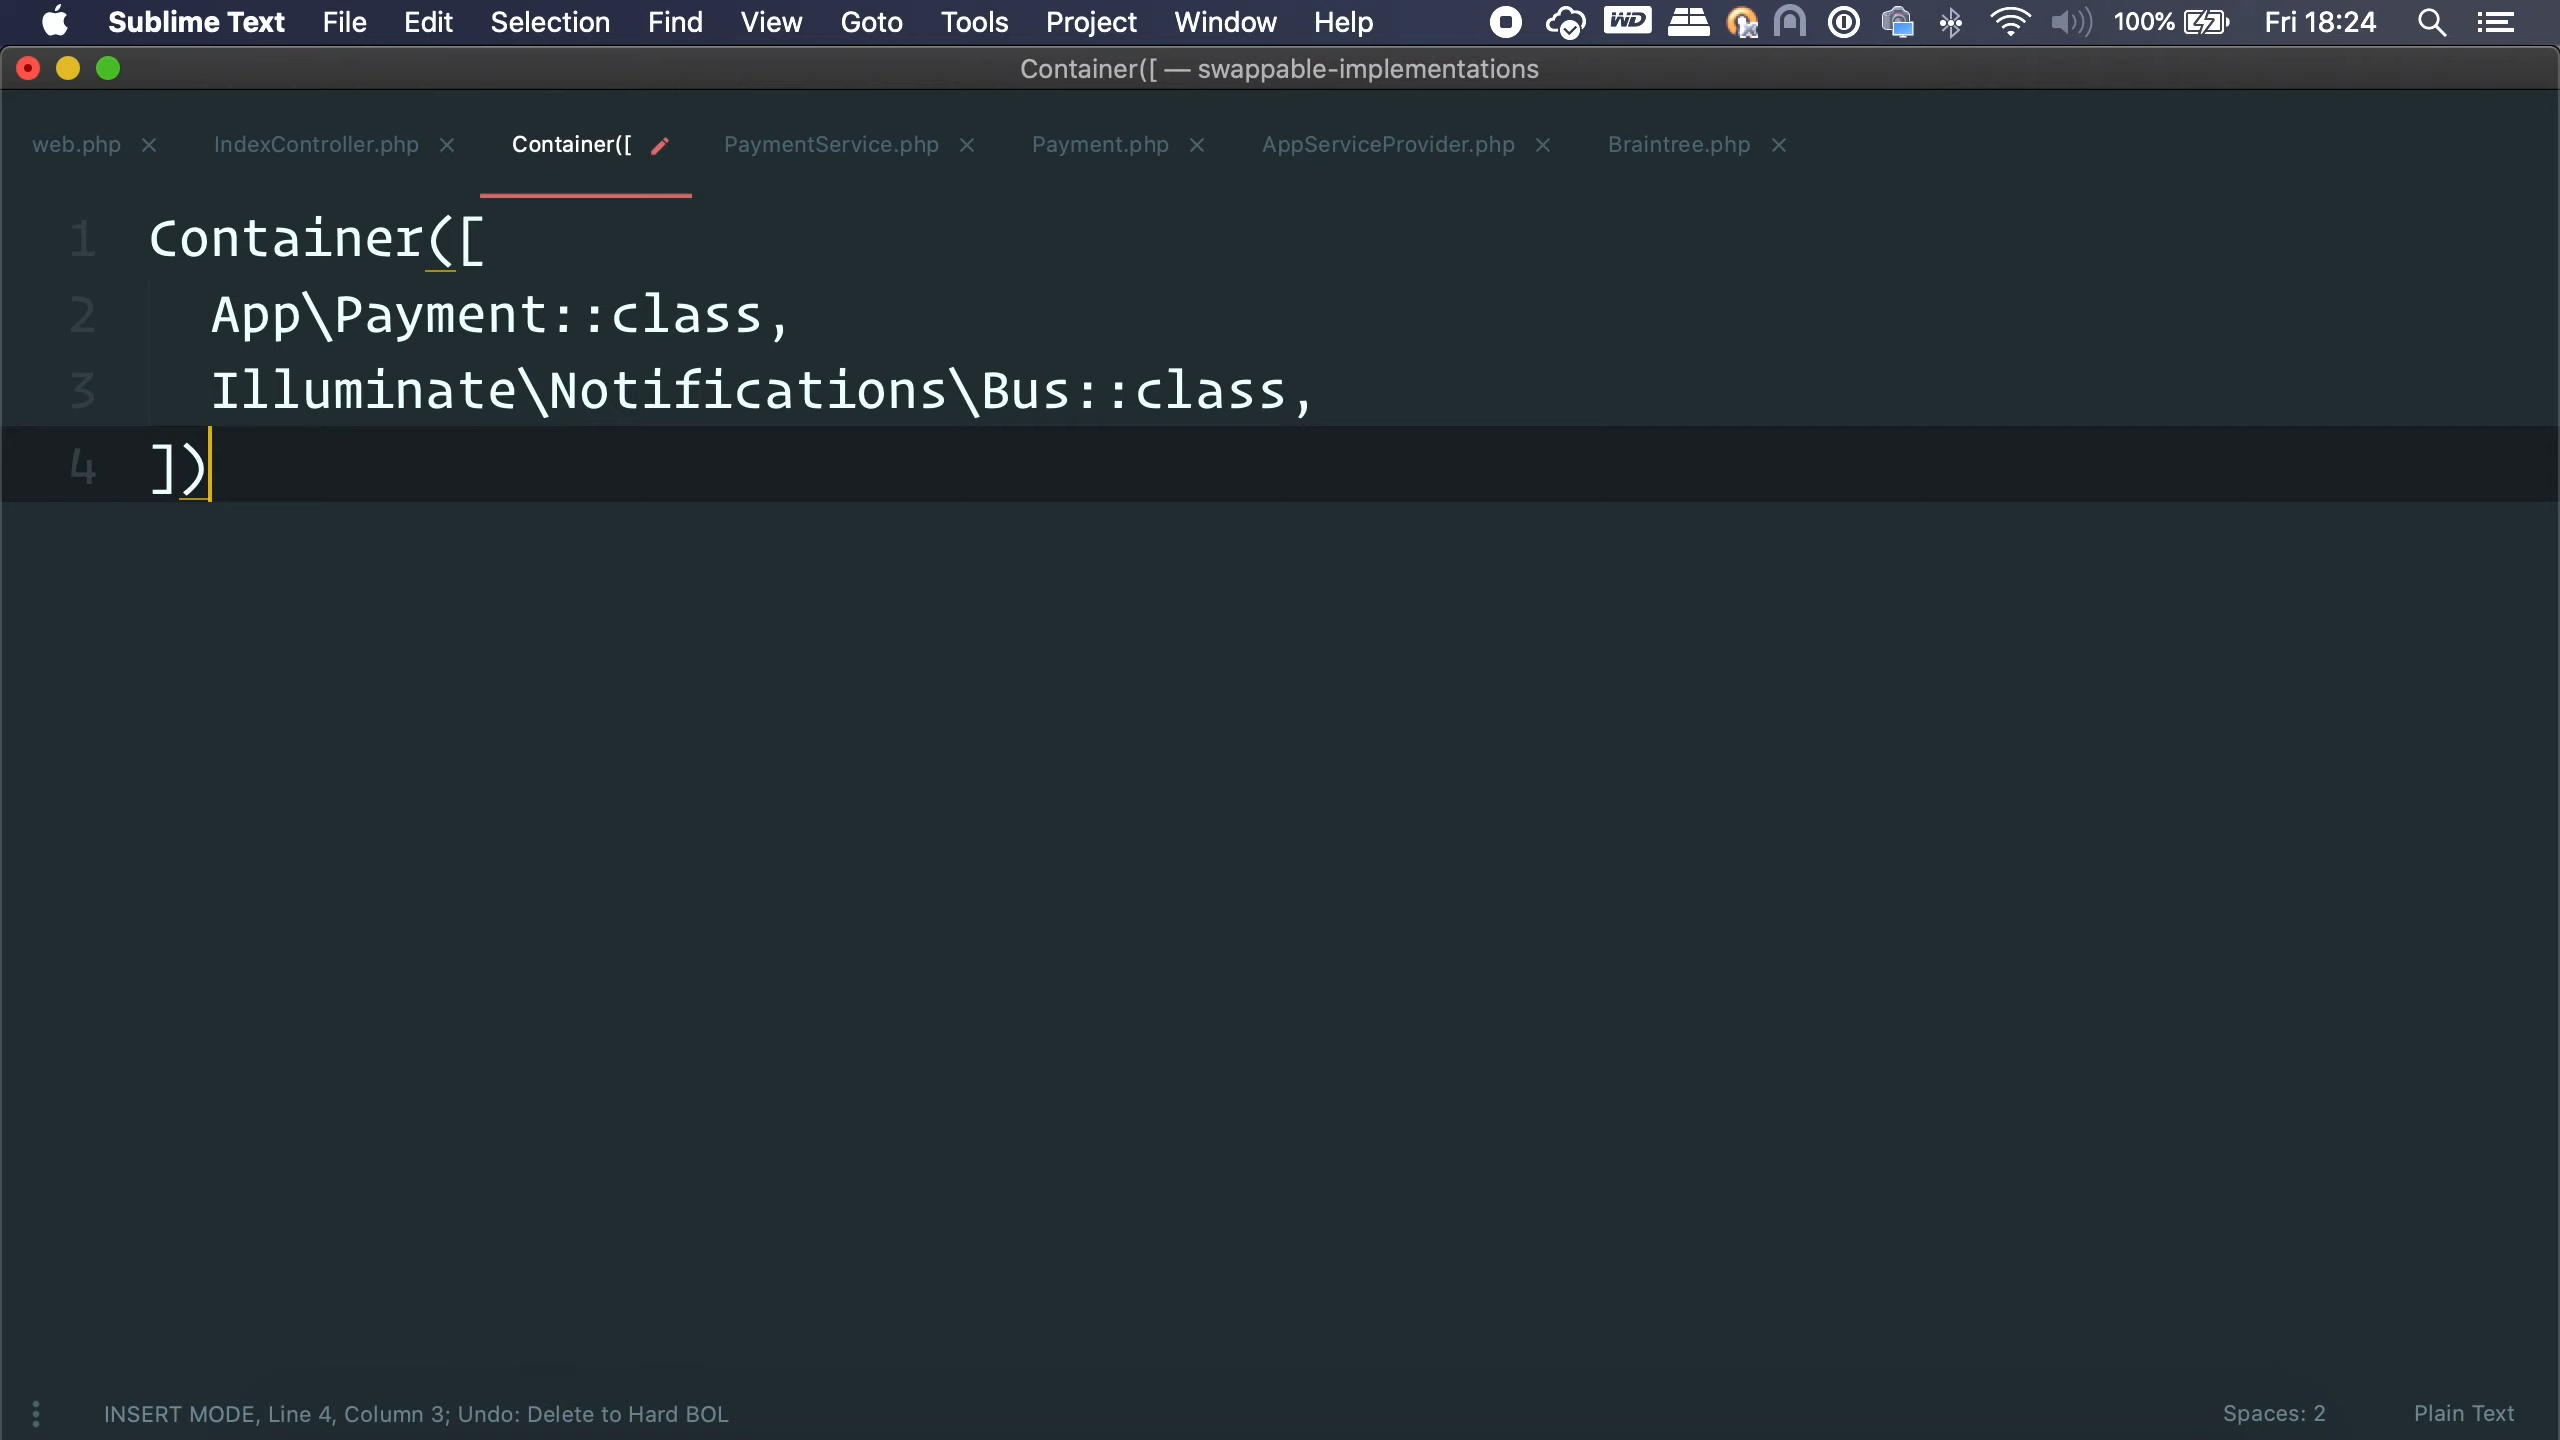 Sublime Text File Edit Selection Find View Goto Tools Project Window Help WD 100% Fri 18:24
Container([ — swappable-implementations
web.php IndexController.php Container([ PaymentService.php Payment.php AppServiceProvider.php Braintree.php
1 Container([
2 App\Payment::class,
3 Illuminate\Notifications\Bus::class,
4 ])
INSERT MODE, Line 4, Column 3; Undo: Delete to Hard BOL Spaces: 2 Plain Text